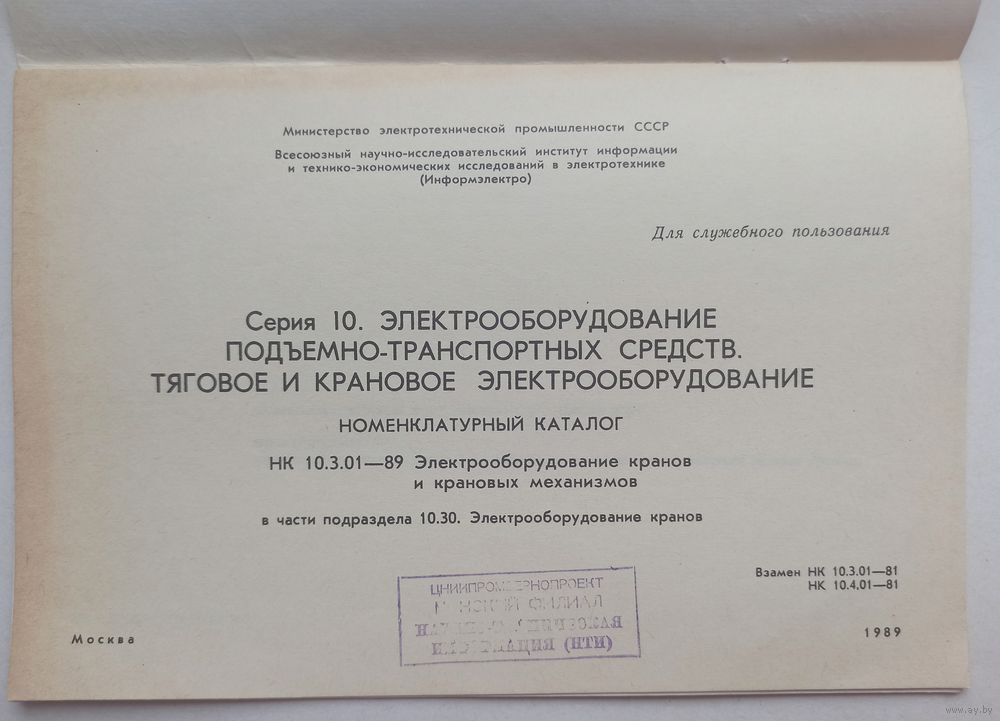 Министерство электротехнической промышленности СССР
Всесоюзный научно-исследовательский институт информации
и технико-экономических исследований в электротехнике
(Информэлектро)
Для служебного пользования
Серия 10. ЭЛЕКТРООБОРУДОВАНИЕ
ПОДЪЕМНО-ТРАНСПОРТНЫХ СРЕДСТВ.
ТЯГОВОЕ И КРАНОВОЕ ЭЛЕКТРООБОРУДОВАНИЕ
НОМЕНКЛАТУРНЫЙ КАТАЛОГ
НК 10.3.01—89 Электрооборудование кранов
и крановых механизмов
в части подраздела 10.30. Электрооборудование кранов
Взамен НК 10.3.01—81
НК 10.4.01—81
ФИЛИАЛ
(НТИ)
Москва
1989
www.ay.by